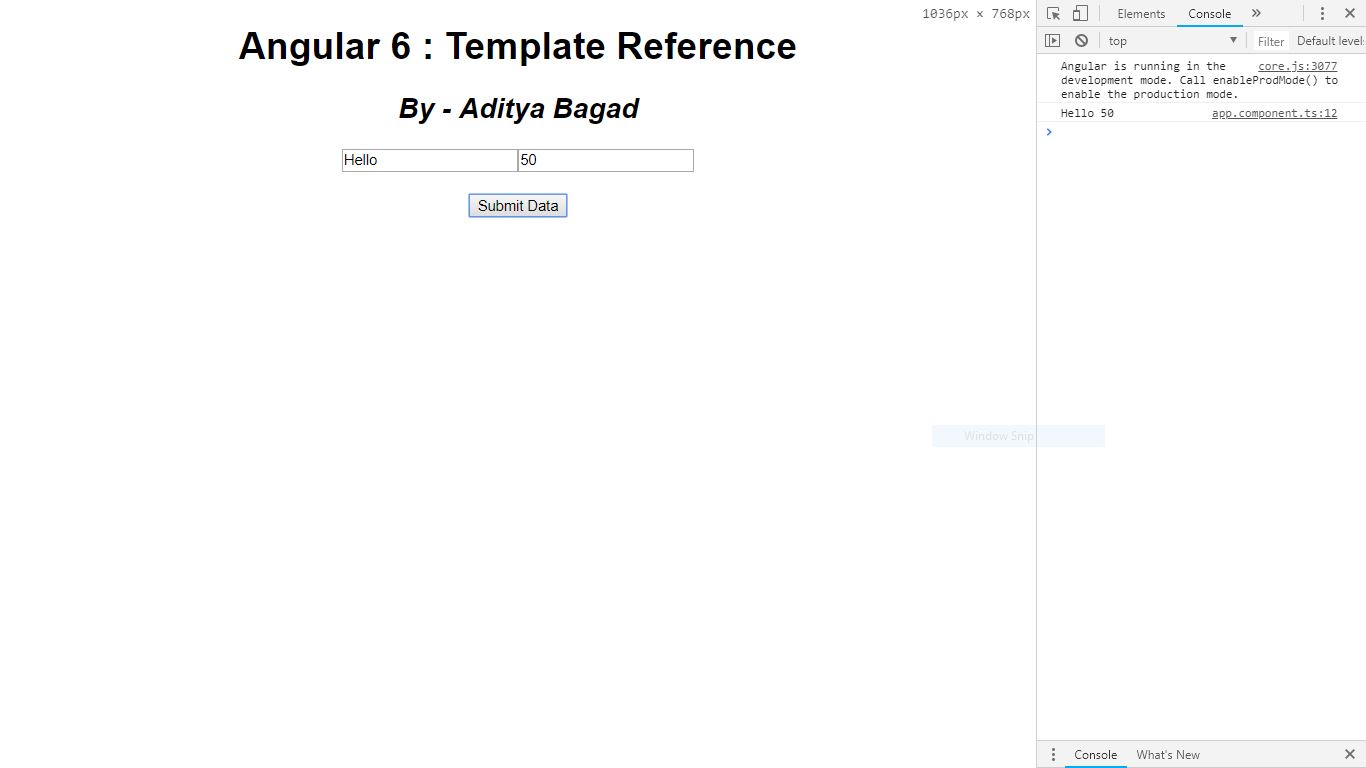 1036px × 768px
Angular 6 : Template Reference
By - Aditya Bagad
Hello
50
Submit Data
Window Snip
Elements
Console
»
top
Filter
Default leve
Angular is running in the core.js:3077
development mode. Call enableProdMode() to
enable the production mode.
Hello 50 app.component.ts:12
Console
What's New